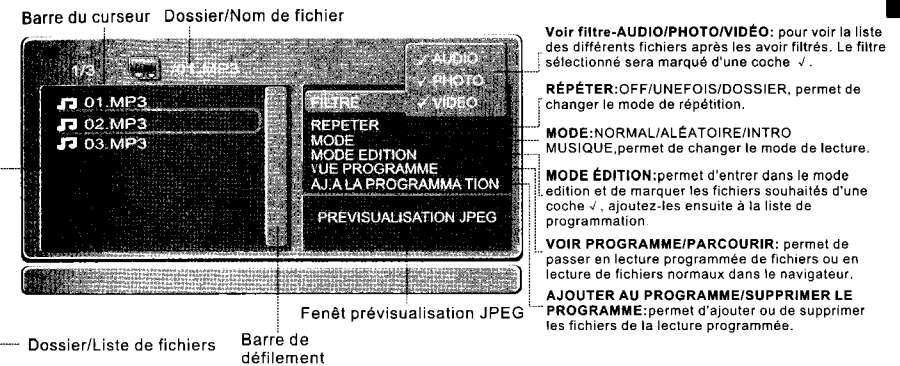 Barre du curseur Dossier/Nom de fichier
1/3 /01.MP3
01.MP3
02.MP3
03.MP3
✓ AUDIO
✓ PHOTO
✓ VIDEO
FILTRE
REPETER
MODE
MODE EDITION
VUE PROGRAMME
AJ.A LA PROGRAMMA TION
PREVISUALISATION JPEG
Fenêt prévisualisation JPEG
Dossier/Liste de fichiers
Barre de
défilement
Voir filtre-AUDIO/PHOTO/VIDÉO: pour voir la liste
des différents fichiers après les avoir filtrés. Le filtre
sélectionné sera marqué d'une coche √ .
RÉPÉTER:OFF/UNEFOIS/DOSSIER, permet de
changer le mode de répétition.
MODE:NORMAL/ALÉATOIRE/INTRO
MUSIQUE,permet de changer le mode de lecture.
MODE ÉDITION:permet d'entrer dans le mode
edition et de marquer les fichiers souhaités d'une
coche √ , ajoutez-les ensuite à la liste de
programmation.
VOIR PROGRAMME/PARCOURIR: permet de
passer en lecture programmée de fichiers ou en
lecture de fichiers normaux dans le navigateur.
AJOUTER AU PROGRAMME/SUPPRIMER LE
PROGRAMME:permet d'ajouter ou de supprimer
les fichiers de la lecture programmée.